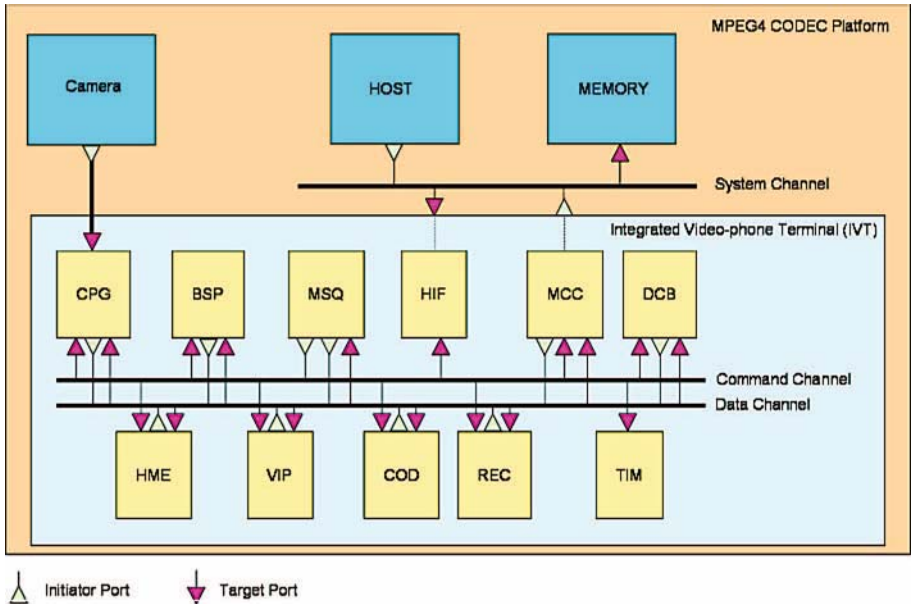 MPEG4 CODEC Platform
Camera
HOST
MEMORY
System Channel
Integrated Video-phone Terminal (IVT)
CPG
BSP
MSQ
HIF
MCC
DCB
Command Channel
Data Channel
HME
VIP
COD
REC
TIM
Initiator Port
Target Port